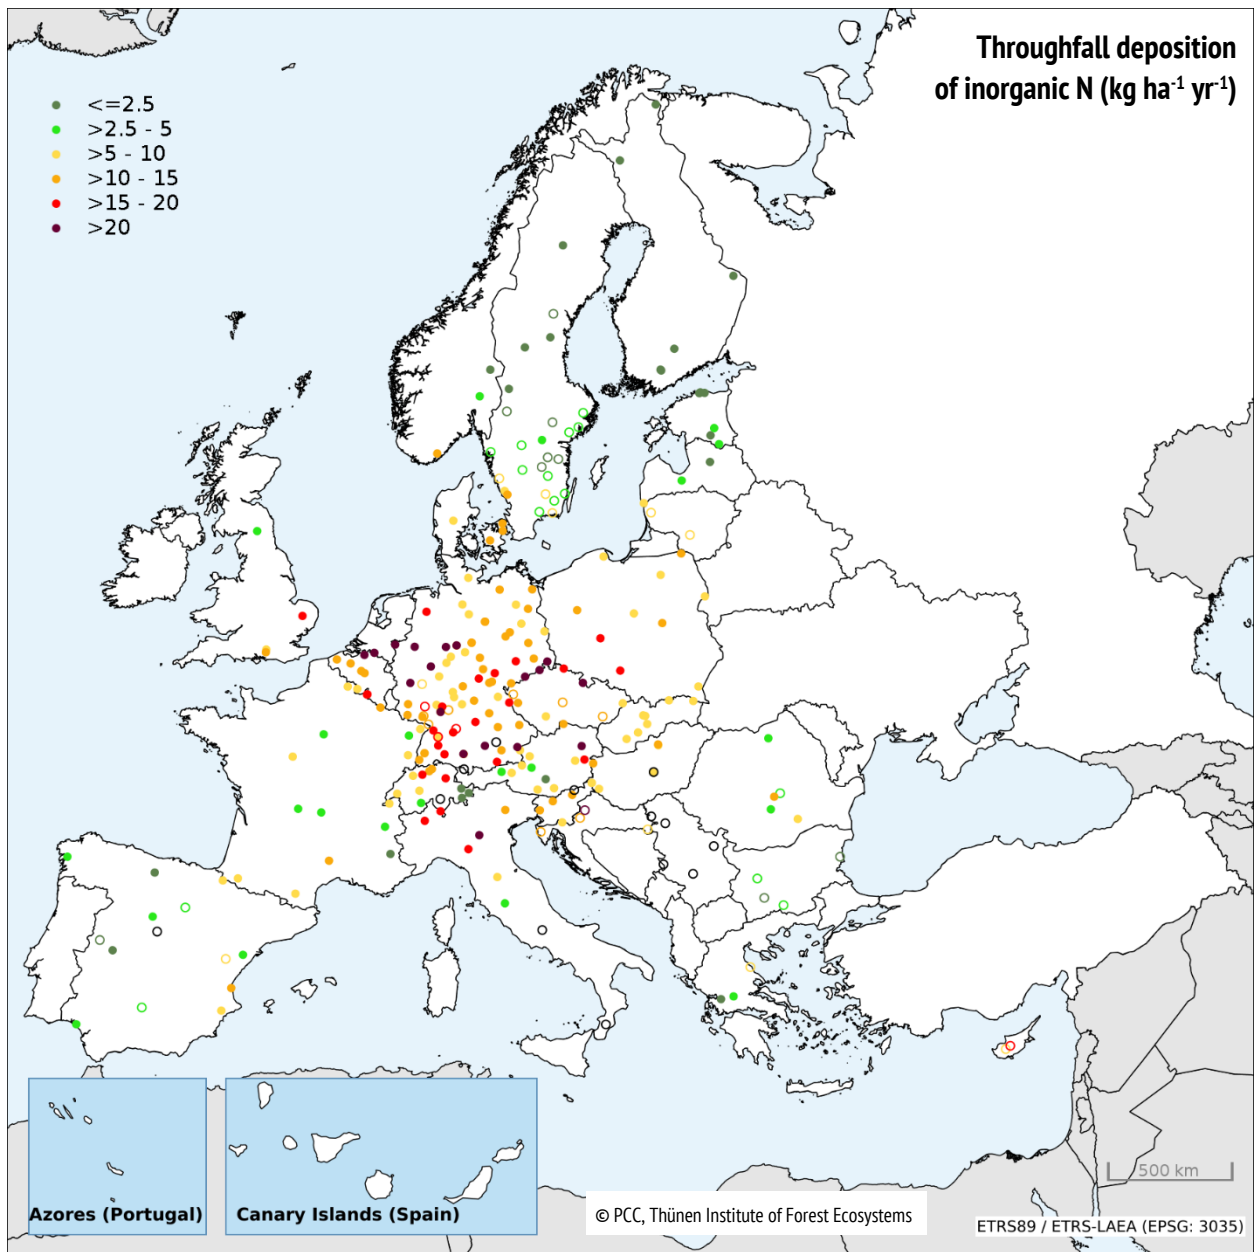 Throughfall deposition
of inorganic N (kg ha⁻¹ yr⁻¹)
<=2.5
>2.5 - 5
>5 - 10
>10 - 15
>15 - 20
>20
500 km
Azores (Portugal)
Canary Islands (Spain)
© PCC, Thünen Institute of Forest Ecosystems
ETRS89 / ETRS-LAEA (EPSG: 3035)